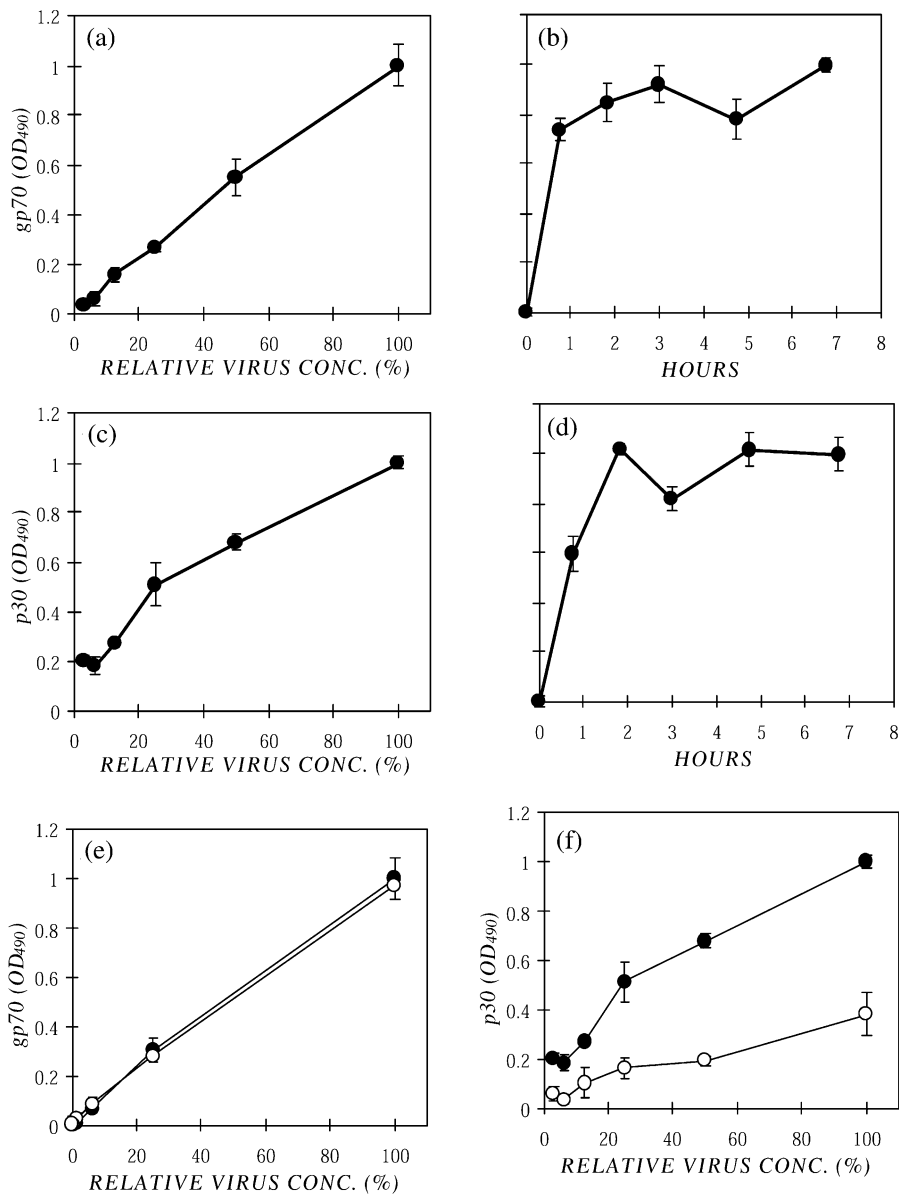 (a)
1.2
1
0.8
0.6
0.4
0.2
0
gp70 (OD490)
0 20 40 60 80 100
RELATIVE VIRUS CONC. (%)
(b)
0 1 2 3 4 5 6 7 8
HOURS
(c)
1.2
1
0.8
0.6
0.4
0.2
0
p30 (OD490)
0 20 40 60 80 100
RELATIVE VIRUS CONC. (%)
(d)
0 1 2 3 4 5 6 7 8
HOURS
(e)
1.2
1
0.8
0.6
0.4
0.2
0
gp70 (OD490)
0 20 40 60 80 100
RELATIVE VIRUS CONC. (%)
(f)
1.2
1
0.8
0.6
0.4
0.2
0
p30 (OD490)
0 20 40 60 80 100
RELATIVE VIRUS CONC. (%)